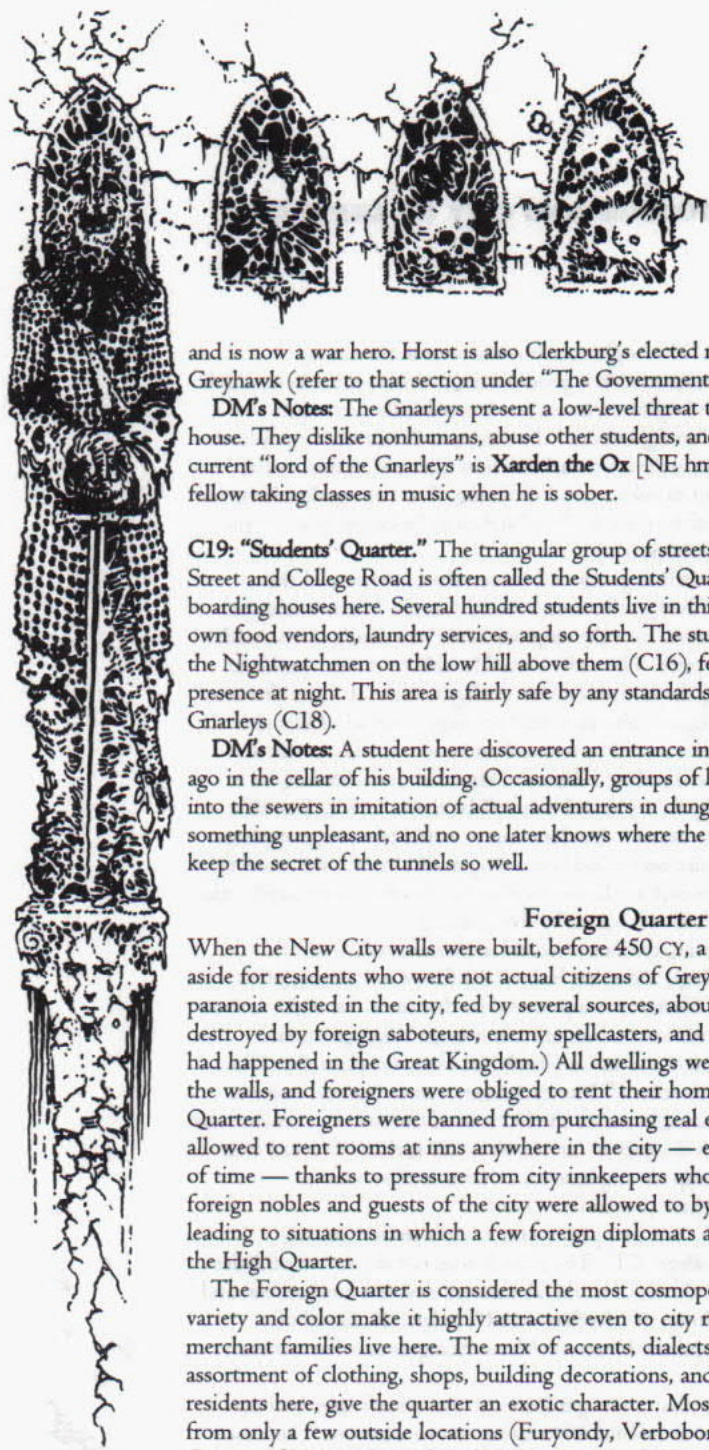 and is now a war hero. Horst is also Clerkburg's elected
Greyhawk (refer to that section under "The Government
DM's Notes: The Gnarleys present a low-level threat
house. They dislike nonhumans, abuse other students, and
current "lord of the Gnarleys" is Xarden the Ox [NE hm
fellow taking classes in music when he is sober.
C19: "Students' Quarter." The triangular group of streets
Street and College Road is often called the Students'
boarding houses here. Several hundred students live in
own food vendors, laundry services, and so forth. The
the Nightwatchmen on the low hill above them (C16),
presence at night. This area is fairly safe by any standards
Gnarleys (C18).
DM's Notes: A student here discovered an entrance
ago in the cellar of his building. Occasionally, groups of
into the sewers in imitation of actual adventurers in
something unpleasant, and no one later knows where the
keep the secret of the tunnels so well.
Foreign Quarter
When the New City walls were built, before 450 CY, a
aside for residents who were not actual citizens of
paranoia existed in the city, fed by several sources,
destroyed by foreign saboteurs, enemy spellcasters, and
had happened in the Great Kingdom.) All dwellings
the walls, and foreigners were obliged to rent their
Quarter. Foreigners were banned from purchasing real
allowed to rent rooms at inns anywhere in the city —
of time — thanks to pressure from city innkeepers
foreign nobles and guests of the city were allowed to
leading to situations in which a few foreign diplomats
the High Quarter.
The Foreign Quarter is considered the most
variety and color make it highly attractive even to city
merchant families live here. The mix of accents, dialects
assortment of clothing, shops, building decorations, and
residents here, give the quarter an exotic character.
from only a few outside locations (Furyondy,